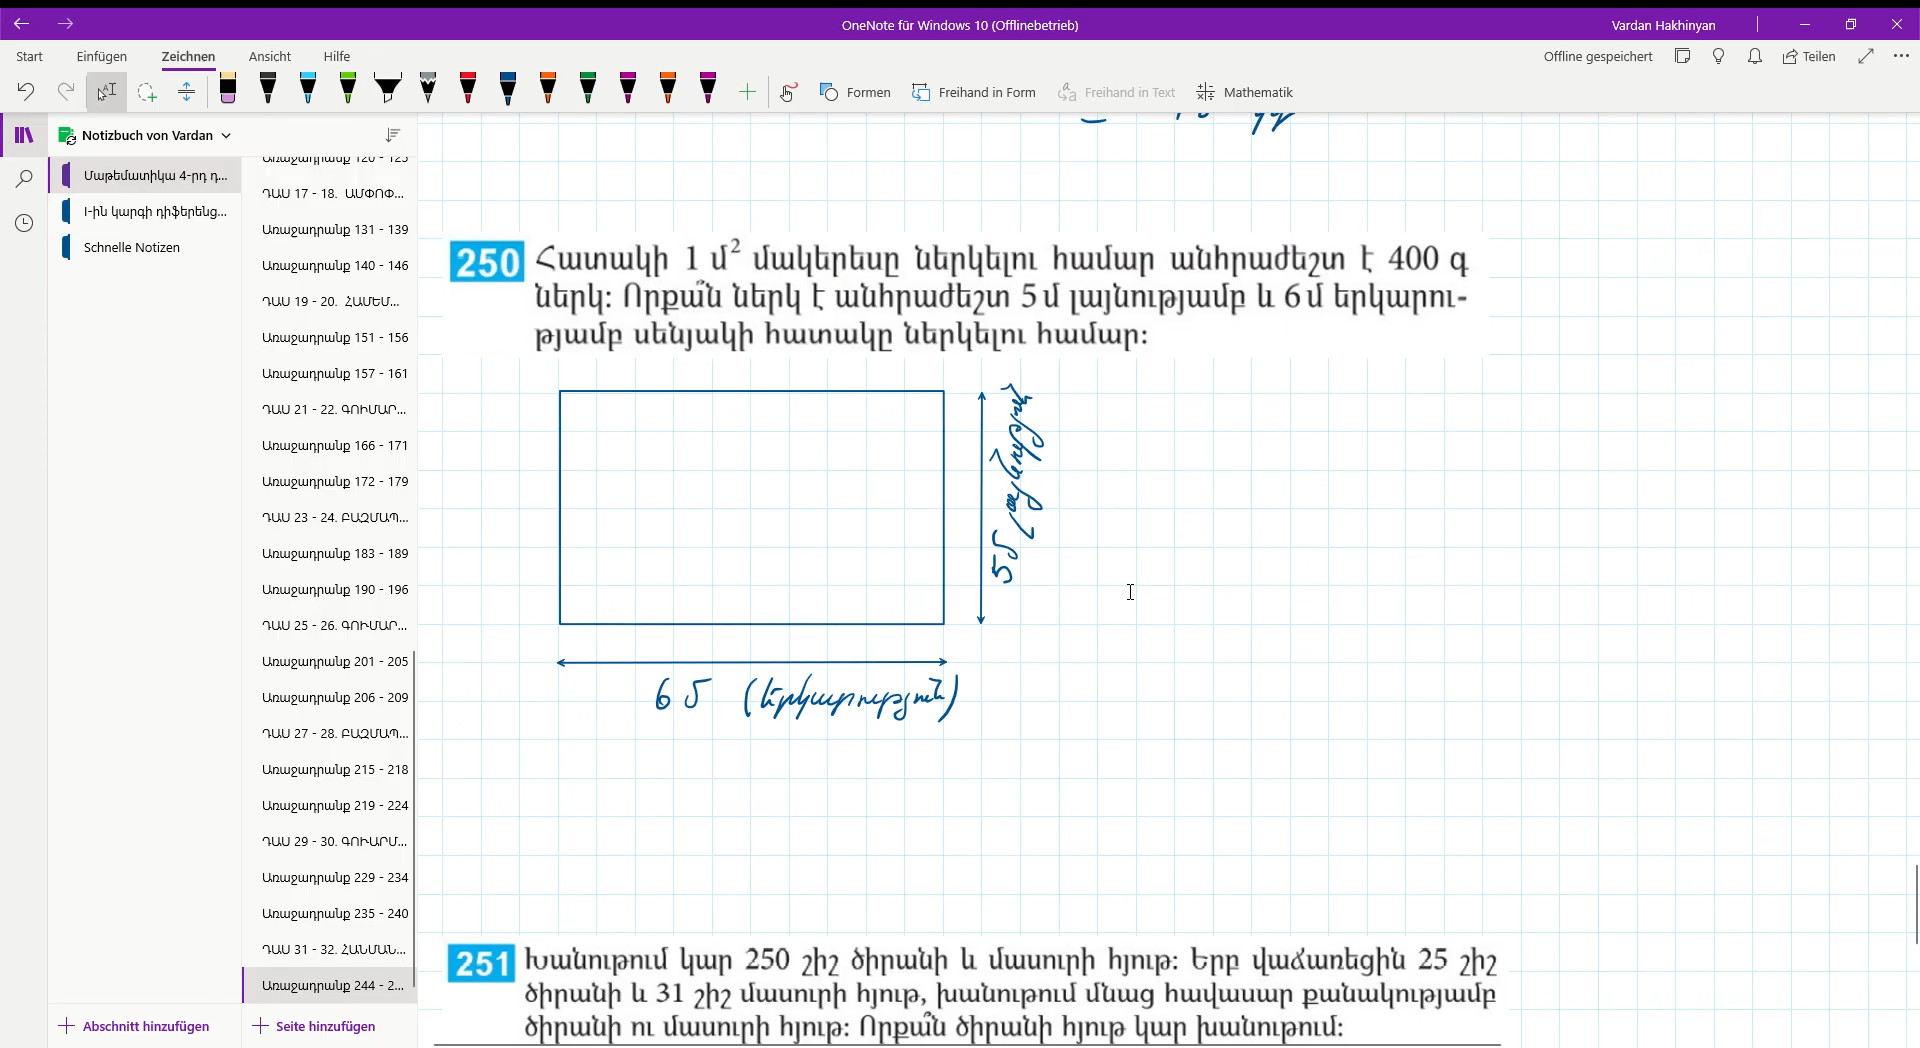 OneNote für Windows 10 (Offlinebetrieb)
Vardan Hakhinyan
Start
Einfügen
Zeichnen
Ansicht
Hilfe
Offline gespeichert
Teilen
Formen
Freihand in Form
Freihand in Text
Mathematik
Notizbuch von Vardan
Մաթեմատիկա 4-րդ դ...
I-ին կարգի դիֆերենց...
Schnelle Notizen
Առաջադրանք 120 - 125
ԴԱՍ 17 - 18. ԱՄՓՈՓ...
Առաջադրանք 131 - 139
Առաջադրանք 140 - 146
ԴԱՍ 19 - 20. ՀԱՄԵՄ...
Առաջադրանք 151 - 156
Առաջադրանք 157 - 161
ԴԱՍ 21 - 22. ԳՈՒՄԱՐ...
Առաջադրանք 166 - 171
Առաջադրանք 172 - 179
ԴԱՍ 23 - 24. ԲԱԶՄԱՊ...
Առաջադրանք 183 - 189
Առաջադրանք 190 - 196
ԴԱՍ 25 - 26. ԳՈՒՄԱՐ...
Առաջադրանք 201 - 205
Առաջադրանք 206 - 209
ԴԱՍ 27 - 28. ԲԱԶՄԱՊ...
Առաջադրանք 215 - 218
Առաջադրանք 219 - 224
ԴԱՍ 29 - 30. ԳՈՒԱՐՄ...
Առաջադրանք 229 - 234
Առաջադրանք 235 - 240
ԴԱՍ 31 - 32. ՀԱՆՄԱՆ...
Առաջադրանք 244 - 2...
Abschnitt hinzufügen
Seite hinzufügen
250 Հատակի 1 մ² մակերեսը ներկելու համար անհրաժեշտ է 400 գ
ներկ։ Որքա՞ն ներկ է անհրաժեշտ 5 մ լայնությամբ և 6 մ երկարու-
թյամբ սենյակի հատակը ներկելու համար։
5 մ (լայնություն)
6 մ (երկարություն)
251 Խանութում կար 250 շիշ ծիրանի և մասուրի հյութ։ Երբ վաճառեցին 25 շիշ
ծիրանի և 31 շիշ մասուրի հյութ, խանութում մնաց հավասար քանակությամբ
ծիրանի ու մասուրի հյութ։ Որքա՞ն ծիրանի հյութ կար խանութում։